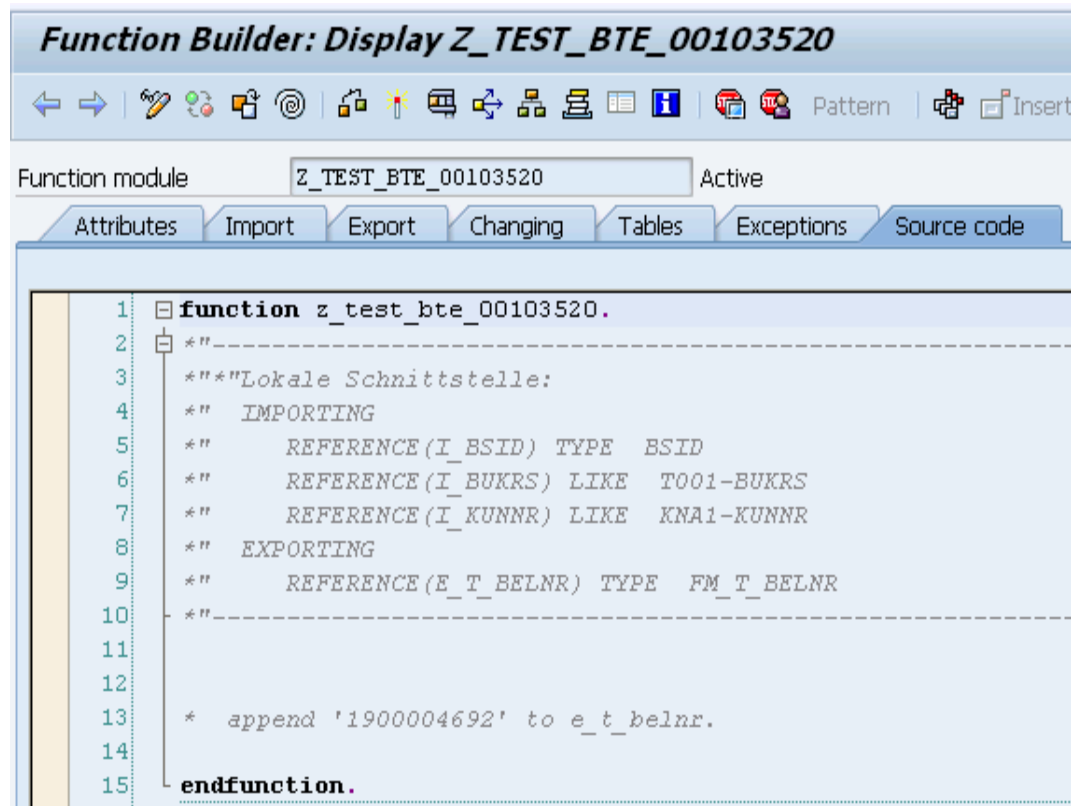 Function Builder: Display Z_TEST_BTE_00103520
Pattern Insert
Function module Z_TEST_BTE_00103520 Active
Attributes Import Export Changing Tables Exceptions Source code
1 function z_test_bte_00103520.
2 *"----------------------------------------------------------
3 *"*"Lokale Schnittstelle:
4 *" IMPORTING
5 *" REFERENCE(I_BSID) TYPE BSID
6 *" REFERENCE(I_BUKRS) LIKE T001-BUKRS
7 *" REFERENCE(I_KUNNR) LIKE KNA1-KUNNR
8 *" EXPORTING
9 *" REFERENCE(E_T_BELNR) TYPE FM_T_BELNR
10 *"----------------------------------------------------------
11
12
13 * append '1900004692' to e_t_belnr.
14
15 endfunction.